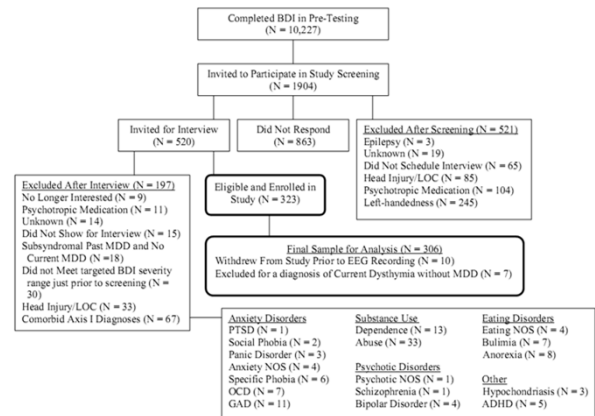 Completed BDI in Pre-Testing
(N = 10,227)
Invited to Participate in Study Screening
(N = 1904)
Invited for Interview
(N = 520)
Did Not Respond
(N = 863)
Excluded After Screening (N = 521)
Epilepsy (N = 3)
Unknown (N = 19)
Did Not Schedule Interview (N = 65)
Head Injury/LOC (N = 85)
Psychotropic Medication (N = 104)
Left-handedness (N = 245)
Excluded After Interview (N = 197)
No Longer Interested (N = 9)
Psychotropic Medication (N = 11)
Unknown (N = 14)
Did Not Show for Interview (N = 15)
Subsyndromal Past MDD and No
Current MDD (N =18)
Did not Meet targeted BDI severity
range just prior to screening (N =
30)
Head Injury/LOC (N = 33)
Comorbid Axis I Diagnoses (N = 67)
Eligible and Enrolled in
Study (N = 323)
Final Sample for Analysis (N = 306)
Withdrew From Study Prior to EEG Recording (N = 10)
Excluded for a diagnosis of Current Dysthymia without MDD (N = 7)
Anxiety Disorders
PTSD (N = 1)
Social Phobia (N = 2)
Panic Disorder (N = 3)
Anxiety NOS (N = 4)
Specific Phobia (N = 6)
OCD (N = 7)
GAD (N = 11)
Substance Use
Dependence (N = 13)
Abuse (N = 33)
Psychotic Disorders
Psychotic NOS (N = 1)
Schizophrenia (N = 1)
Bipolar Disorder (N = 4)
Eating Disorders
Eating NOS (N = 4)
Bulimia (N = 7)
Anorexia (N = 8)
Other
Hypochondriasis (N = 3)
ADHD (N = 5)